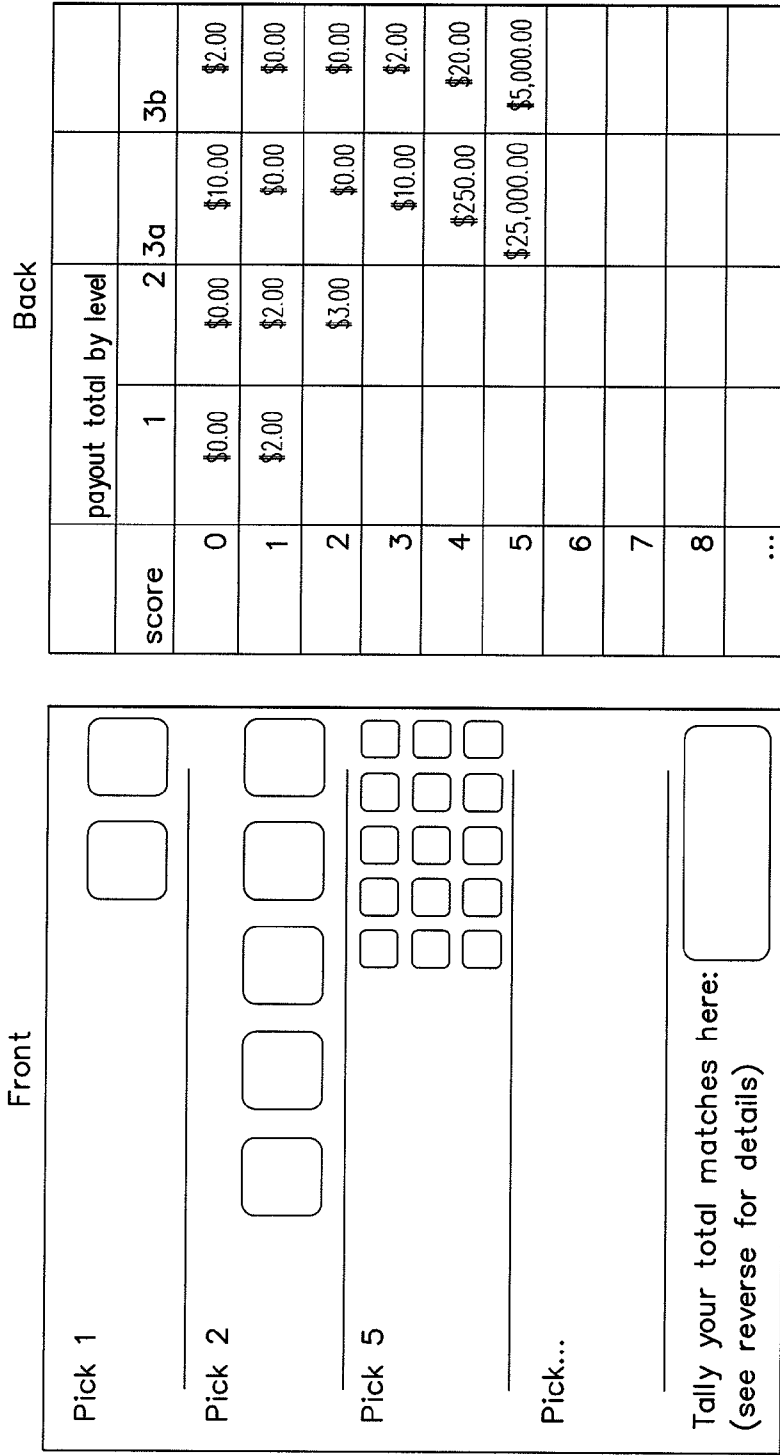 Front
Pick 1
Pick 2
Pick 5
Pick...
Tally your total matches here:
(see reverse for details)
Back
payout total by level
score 1 2 3a 3b
0 $0.00 $0.00 $10.00 $2.00
1 $2.00 $2.00 $0.00 $0.00
2 $3.00 $0.00 $0.00
3 $10.00 $2.00
4 $250.00 $20.00
5 $25,000.00 $5,000.00
6
7
8
...